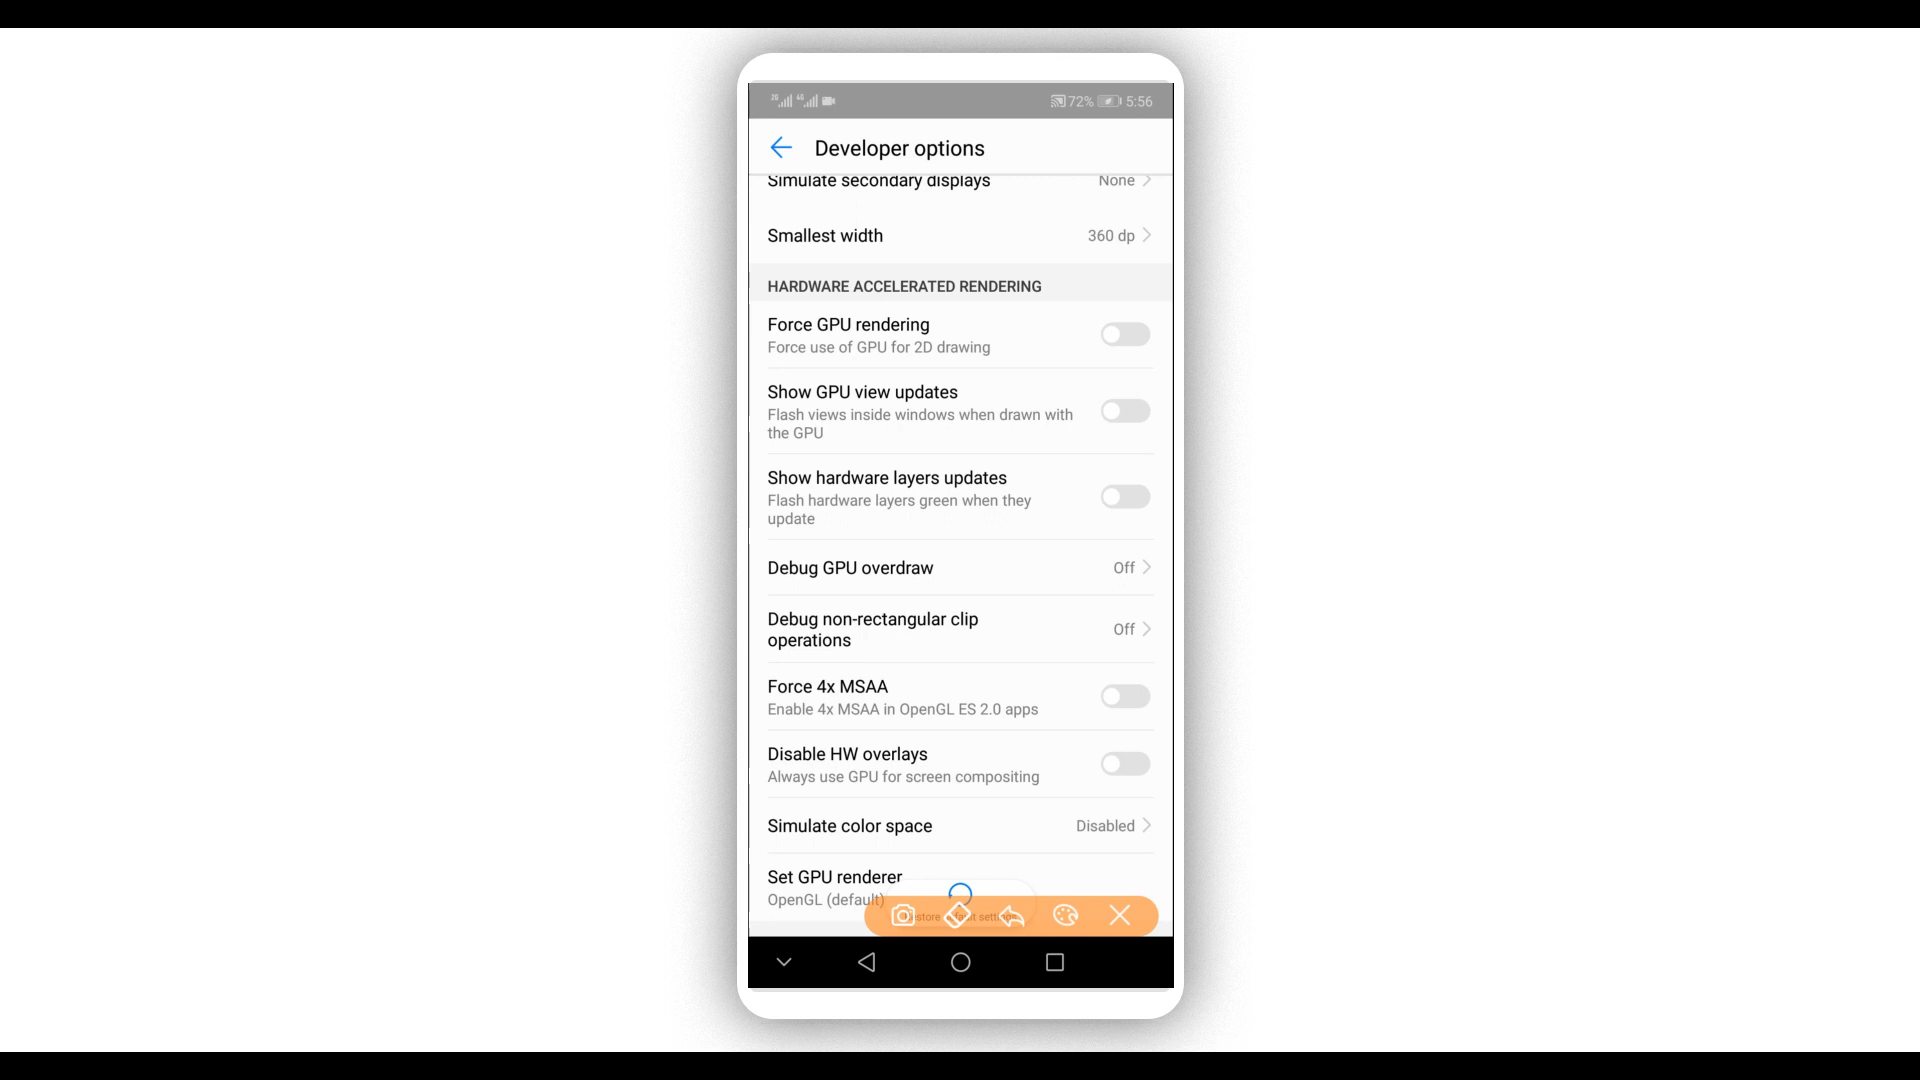 2G 4G 72% 5:56
Developer options
Simulate secondary displays None
Smallest width 360 dp
HARDWARE ACCELERATED RENDERING
Force GPU rendering
Force use of GPU for 2D drawing
Show GPU view updates
Flash views inside windows when drawn with
the GPU
Show hardware layers updates
Flash hardware layers green when they
update
Debug GPU overdraw Off
Debug non-rectangular clip
operations Off
Force 4x MSAA
Enable 4x MSAA in OpenGL ES 2.0 apps
Disable HW overlays
Always use GPU for screen compositing
Simulate color space Disabled
Set GPU renderer
OpenGL (default)